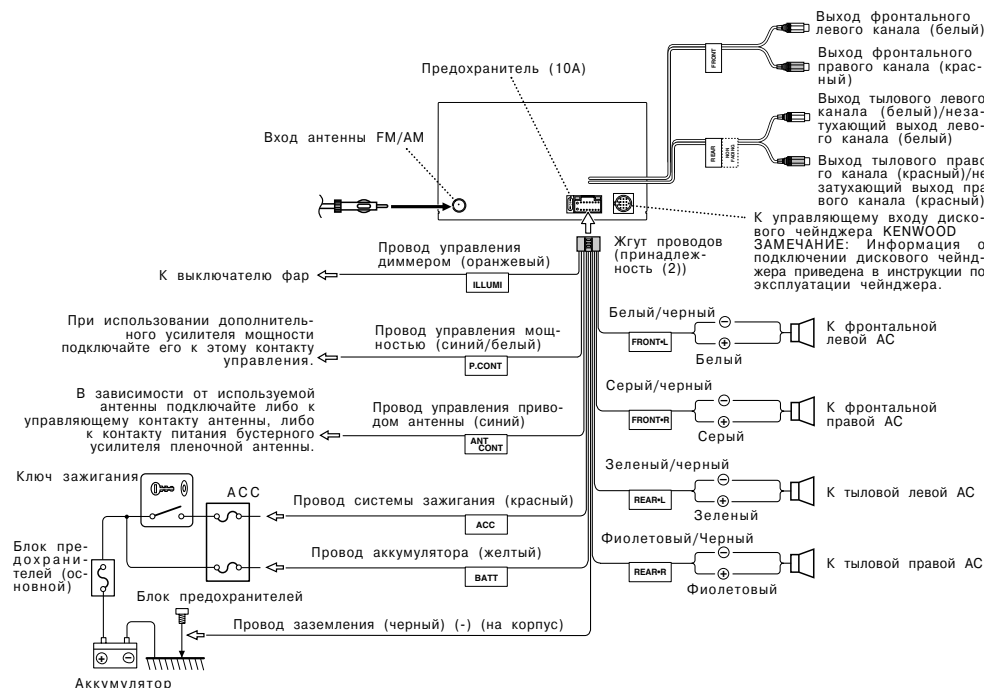 Выход фронтального
левого канала (белый)
FRONT
Выход фронтального
правого канала (крас-
ный)
Предохранитель (10А)
Вход антенны FM/AM
Выход тылового левого
канала (белый)/неза-
тухающий выход лево-
го канала (белый)
REAR
NON
FADING
Выход тылового право
го канала (красный)/не
затухающий выход пра
вого канала (красный)
К управляющему входу диско-
вого чейнджера KENWOOD
ЗАМЕЧАНИЕ: Информация о
подключении дискового чейнд-
жера приведена в инструкции по
эксплуатации чейнджера.
Жгут проводов
(принадлеж-
ность (2))
Провод управления
диммером (оранжевый)
К выключателю фар
ILLUMI
При использовании дополнитель-
ного усилителя мощности
подключайте его к этому контакту
управления.
Провод управления мощ-
ностью (синий/белый)
P.CONT
В зависимости от используемой
антенны подключайте либо к
управляющему контакту антенны, либо
к контакту питания бустерного
усилителя пленочной антенны.
Провод управления приво-
дом антенны (синий)
ANT
CONT
Белый/черный
FRONT•L
Белый
К фронтальной
левой АС
Серый/черный
FRONT•R
Серый
К фронтальной
правой АС
Зеленый/черный
REAR•L
Зеленый
К тыловой левой АС
Фиолетовый/Черный
REAR•R
Фиолетовый
К тыловой правой АС
Ключ зажигания
ACC
Провод системы зажигания (красный)
ACC
Блок пре-
дохрани-
телей (ос-
новной)
Провод аккумулятора (желтый)
BATT
Блок предохранителей
Провод заземления (черный) (-) (на корпус)
Аккумулятор